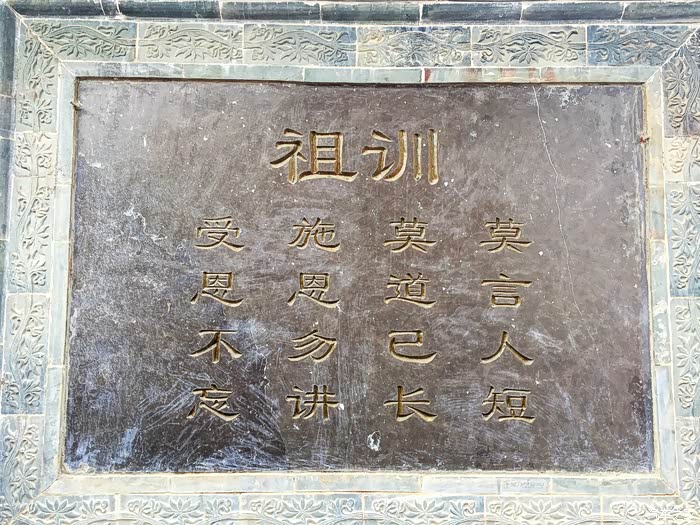 祖训
莫言人短
莫道己长
施恩勿讲
受恩不忘